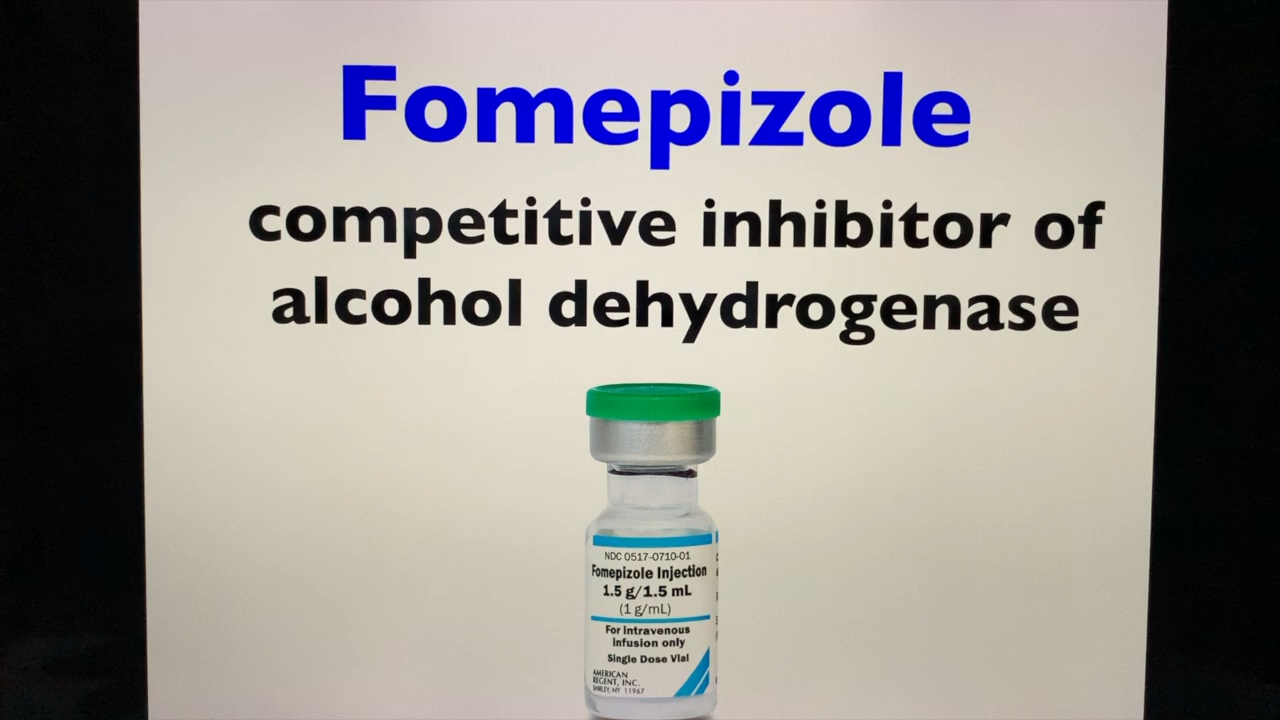 Fomepizole
competitive inhibitor of
alcohol dehydrogenase
NDC 0517-0710-01
Fomepizole Injection
1.5 g/1.5 mL
(1 g/mL)
For Intravenous
Infusion only
Single Dose Vial
AMERICAN
REGENT, INC.
SHIRLEY, NY 11967